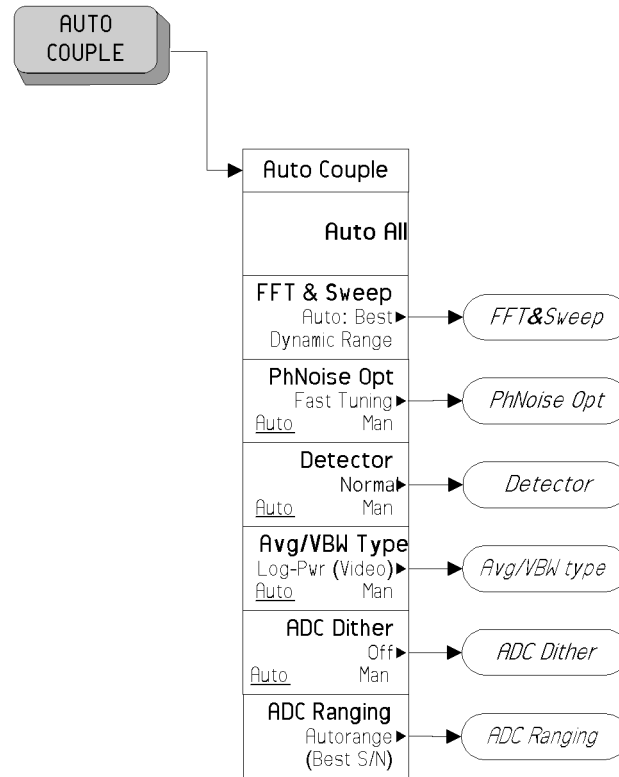 AUTO
COUPLE
Auto Couple
Auto All
FFT & Sweep
Auto: Best
Dynamic Range
FFT&Sweep
PhNoise Opt
Fast Tuning
Auto Man
PhNoise Opt
Detector
Normal
Auto Man
Detector
Avg/VBW Type
Log-Pwr (Video)
Auto Man
Avg/VBW type
ADC Dither
Off
Auto Man
ADC Dither
ADC Ranging
Autorange
(Best S/N)
ADC Ranging